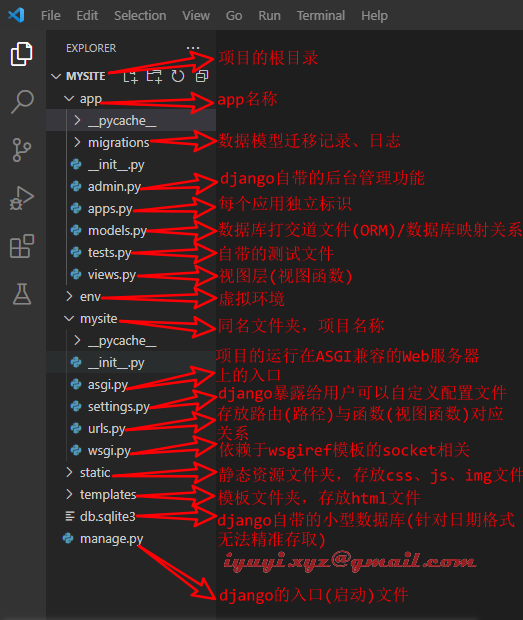 File Edit Selection View Go Run Terminal Help
EXPLORER ...
MYSITE 项目的根目录
app app名称
__pycache__
migrations 数据模型迁移记录、日志
__init__.py
admin.py django自带的后台管理功能
apps.py 每个应用独立标识
models.py 数据库打交道文件(ORM)/数据库映射关系
tests.py 自带的测试文件
views.py 视图层(视图函数)
env 虚拟环境
mysite 同名文件夹，项目名称
__pycache__
__init__.py 项目的运行在ASGI兼容的Web服务器
asgi.py 上的入口
settings.py django暴露给用户可以自定义配置文件
urls.py 存放路由(路径)与函数(视图函数)对应
关系
wsgi.py 依赖于wsgiref模板的socket相关
static 静态资源文件夹，存放css、js、img文件
templates 模板文件夹，存放html文件
db.sqlite3 django自带的小型数据库(针对日期格式
无法精准存取)
manage.py
iyuyixyz@gmail.com
django的入口(启动)文件